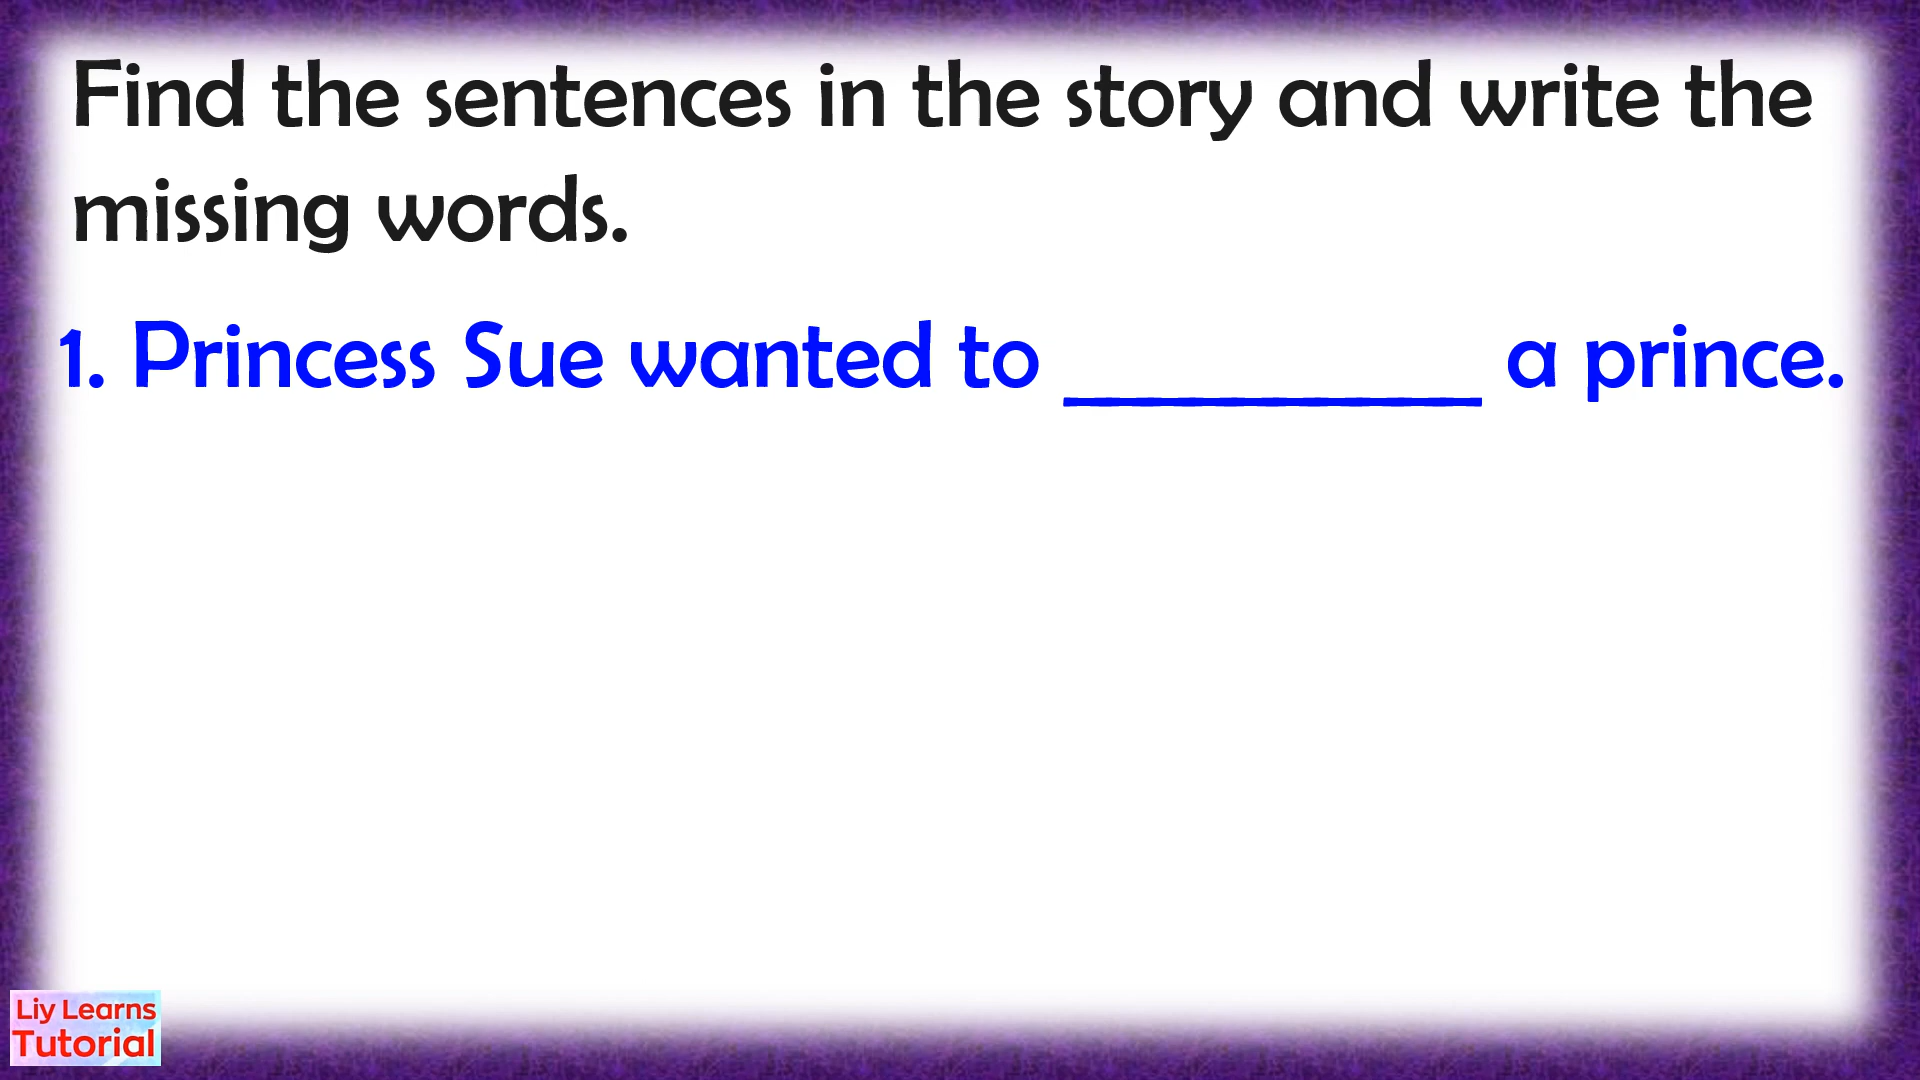 Find the sentences in the story and write the
missing words.
1. Princess Sue wanted to __________ a prince.
Liy Learns
Tutorial